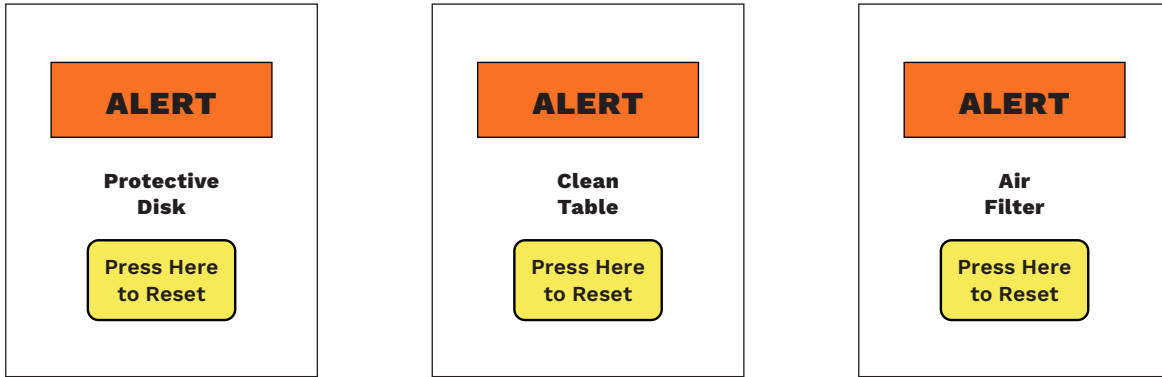 ALERT
Protective
Disk
Press Here
to Reset
ALERT
Clean
Table
Press Here
to Reset
ALERT
Air
Filter
Press Here
to Reset